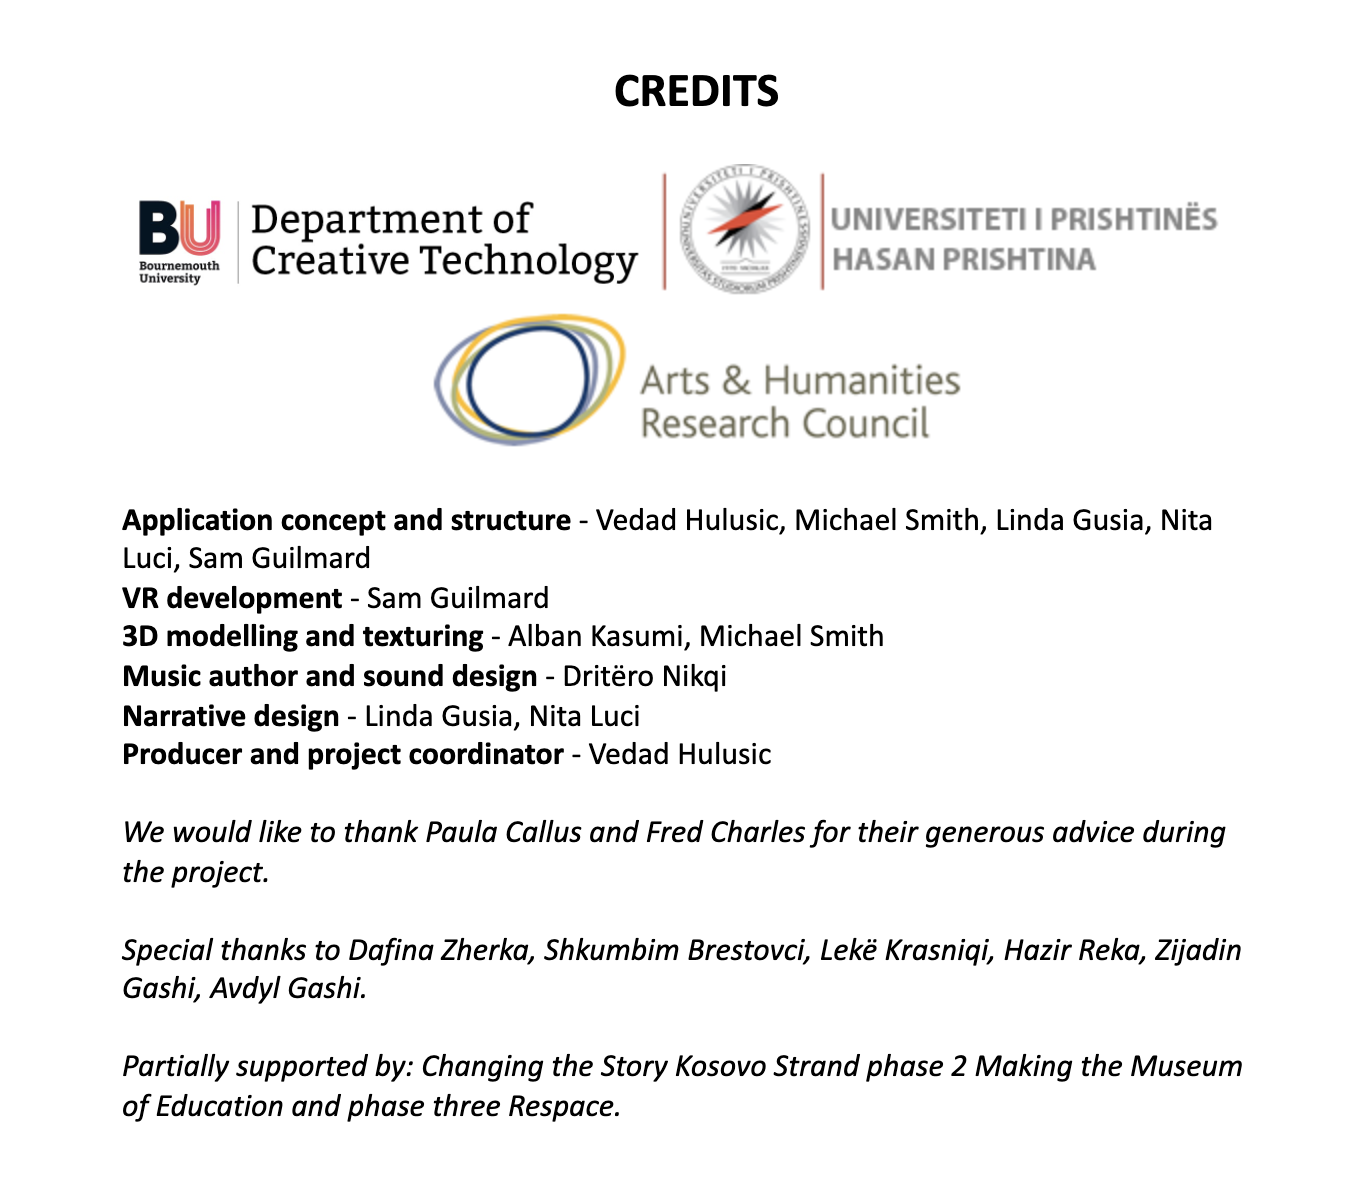 CREDITS
BU
Bournemouth
University
Department of
Creative Technology
UNIVERSITETI I PRISHTINËS
HASAN PRISHTINA
Arts & Humanities
Research Council
Application concept and structure - Vedad Hulusic, Michael Smith, Linda Gusia, Nita
Luci, Sam Guilmard
VR development - Sam Guilmard
3D modelling and texturing - Alban Kasumi, Michael Smith
Music author and sound design - Dritëro Nikqi
Narrative design - Linda Gusia, Nita Luci
Producer and project coordinator - Vedad Hulusic
We would like to thank Paula Callus and Fred Charles for their generous advice during
the project.
Special thanks to Dafina Zherka, Shkumbim Brestovci, Lekë Krasniqi, Hazir Reka, Zijadin
Gashi, Avdyl Gashi.
Partially supported by: Changing the Story Kosovo Strand phase 2 Making the Museum
of Education and phase three Respace.